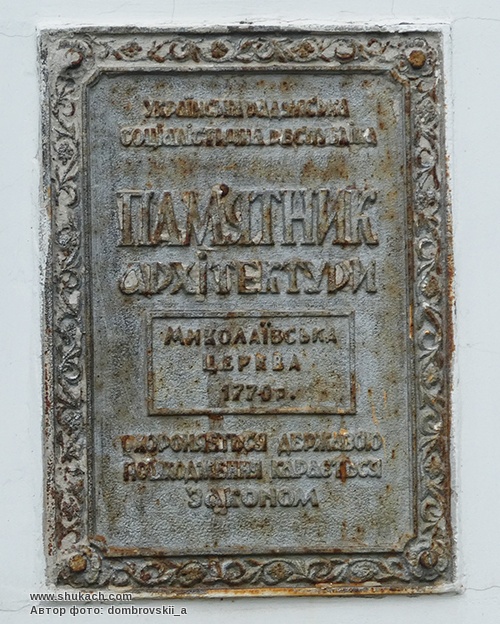 УКРАЇНСЬКА РАДЯНСЬКА
СОЦІАЛІСТИЧНА РЕСПУБЛІКА
ПАМ'ЯТНИК
АРХІТЕКТУРИ
МИКОЛАЇВСЬКА
ЦЕРКВА
1770р.
ОХОРОНЯЄТЬСЯ ДЕРЖАВОЮ
ПОШКОДЖЕННЯ КАРАЄТЬСЯ
ЗАКОНОМ
www.shukach.com
Автор фото: dombrovskii_a